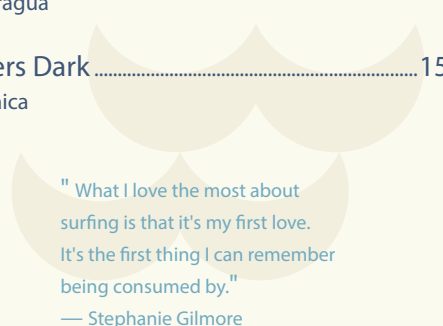 ragua
ers Dark ........................................................................ 15
ica
" What I love the most about
surfing is that it's my first love.
It's the first thing I can remember
being consumed by."
— Stephanie Gilmore